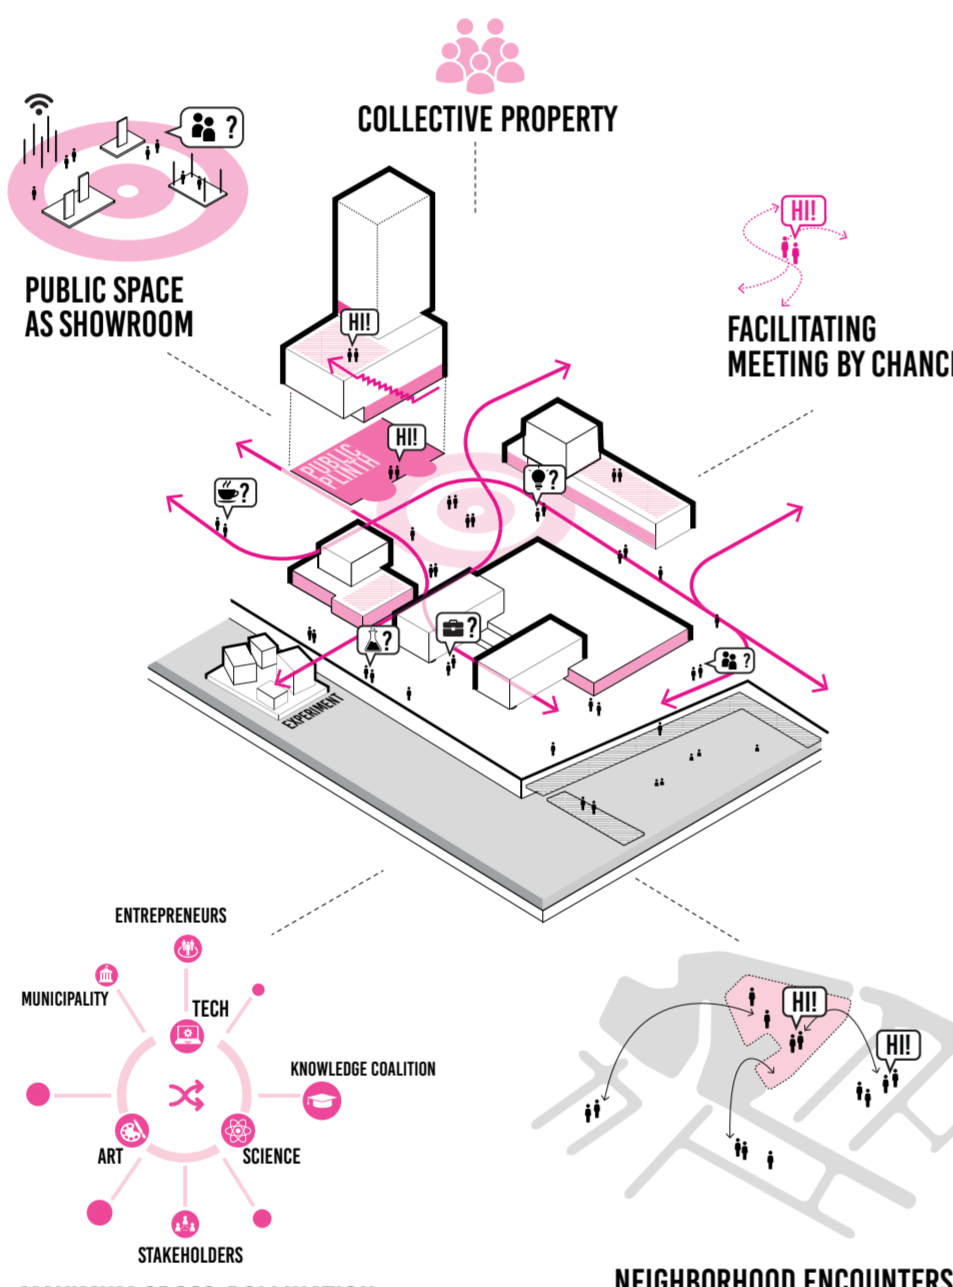 COLLECTIVE PROPERTY
?
PUBLIC SPACE
AS SHOWROOM
HI!
FACILITATING
MEETING BY CHANC
HI!
HI!
PUBLIC
PLINTH
?
?
?
?
?
EXPERIMENT
ENTREPRENEURS
MUNICIPALITY
TECH
KNOWLEDGE COALITION
ART
SCIENCE
STAKEHOLDERS
HI!
HI!
NEIGHBORHOOD ENCOUNTERS